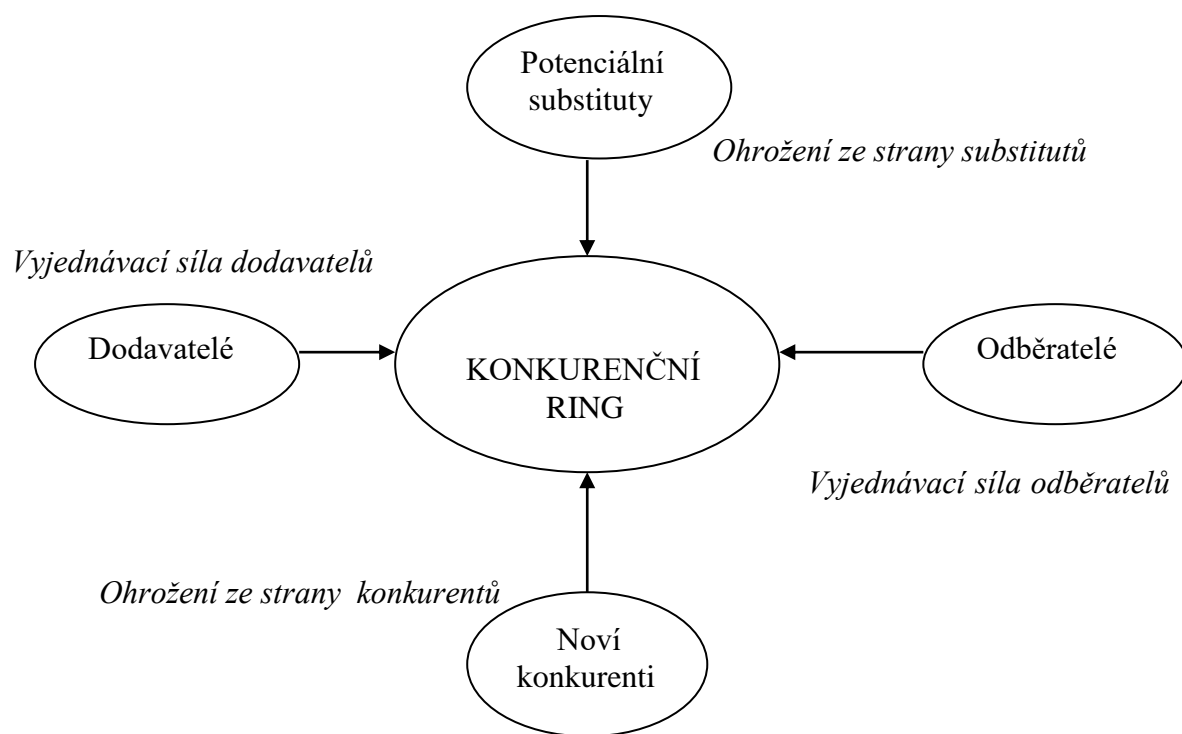 Potenciální
substituty
Ohrožení ze strany substitutů
Vyjednávací síla dodavatelů
Dodavatelé
KONKURENČNÍ
RING
Odběratelé
Vyjednávací síla odběratelů
Ohrožení ze strany konkurentů
Noví
konkurenti